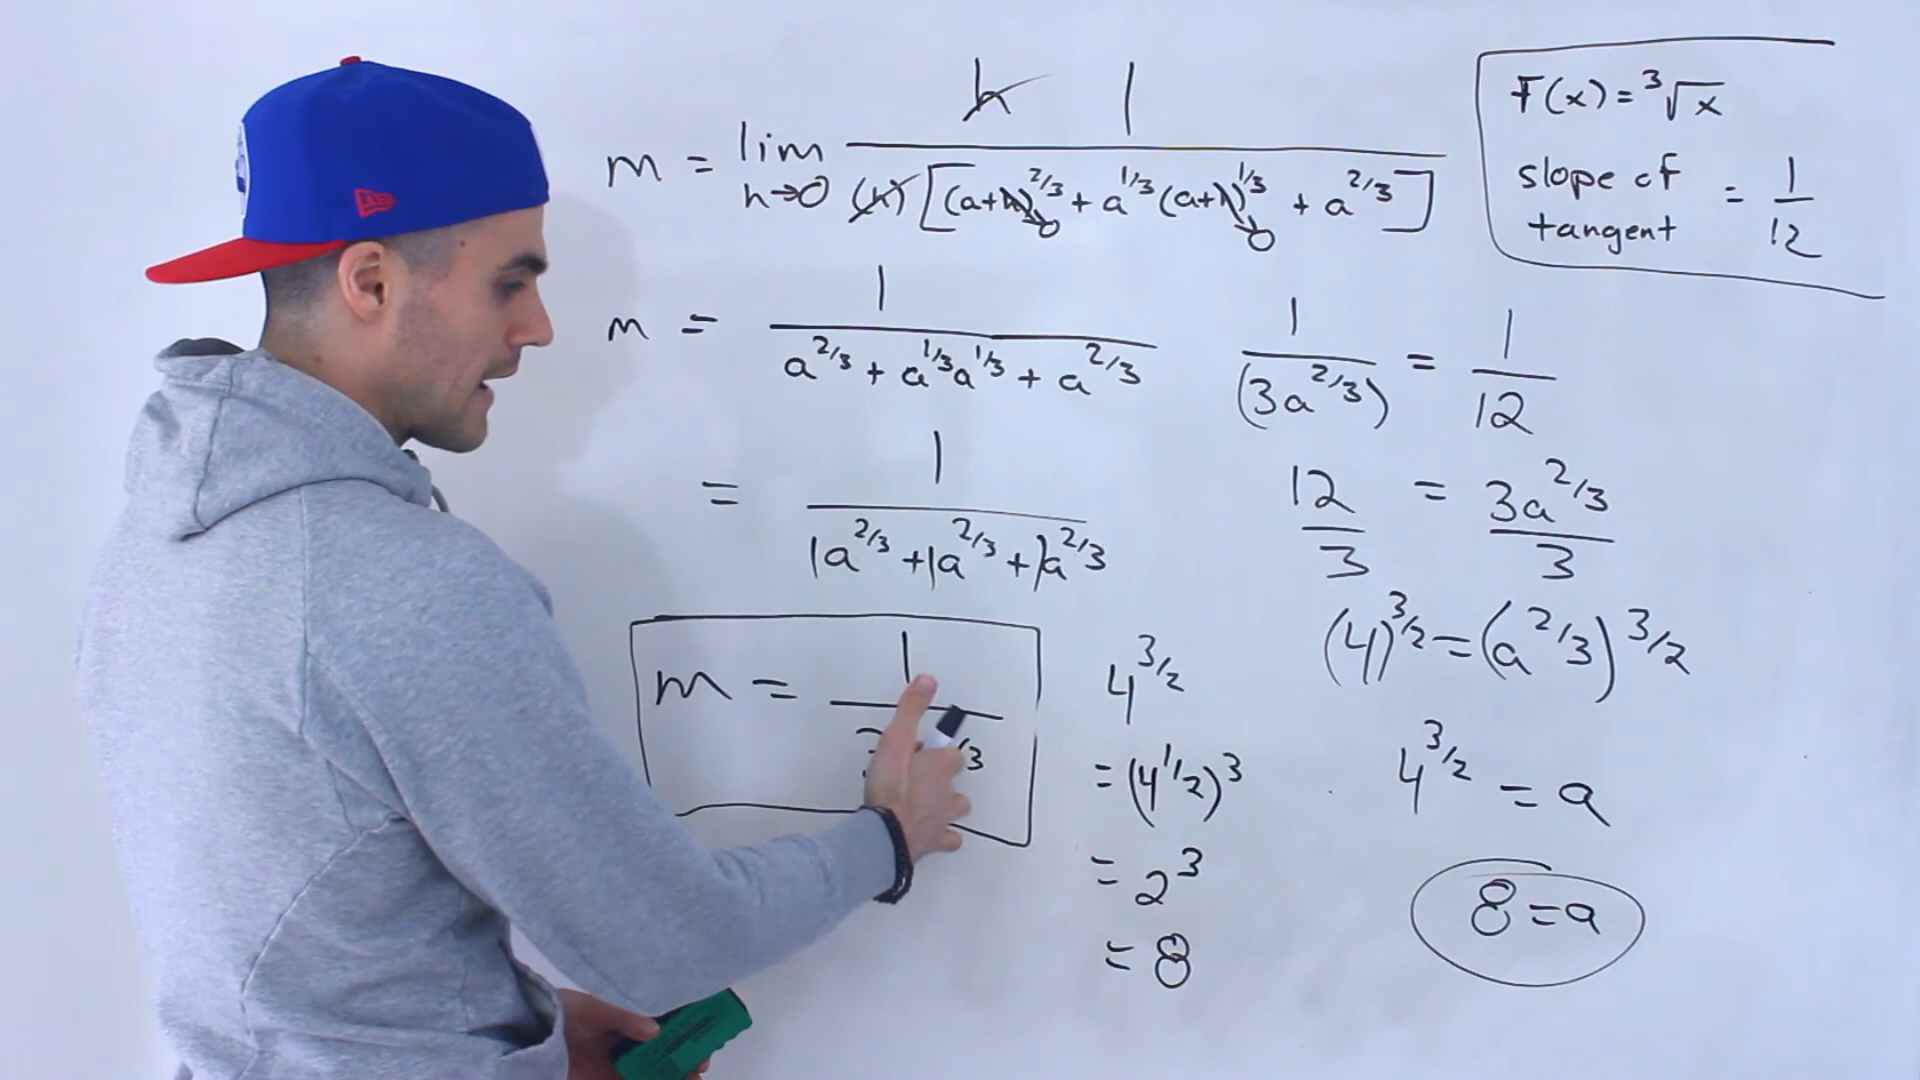 h 1
m = lim
h→0 (h) [(a+h)^2/3 + a^1/3 (a+h)^1/3 + a^2/3]
0 0
F(x) = ³√x
slope of
tangent = 1/12
m = 1
a^2/3 + a^1/3 a^1/3 + a^2/3
= 1
1a^2/3 + 1a^2/3 + 1a^2/3
m = 1
/3
1/(3a^2/3) = 1/12
12/3 = 3a^2/3/3
(4)^3/2 = (a^2/3)^3/2
4^3/2 = a
8 = a
4^3/2
= (4^1/2)^3
= 2^3
= 8